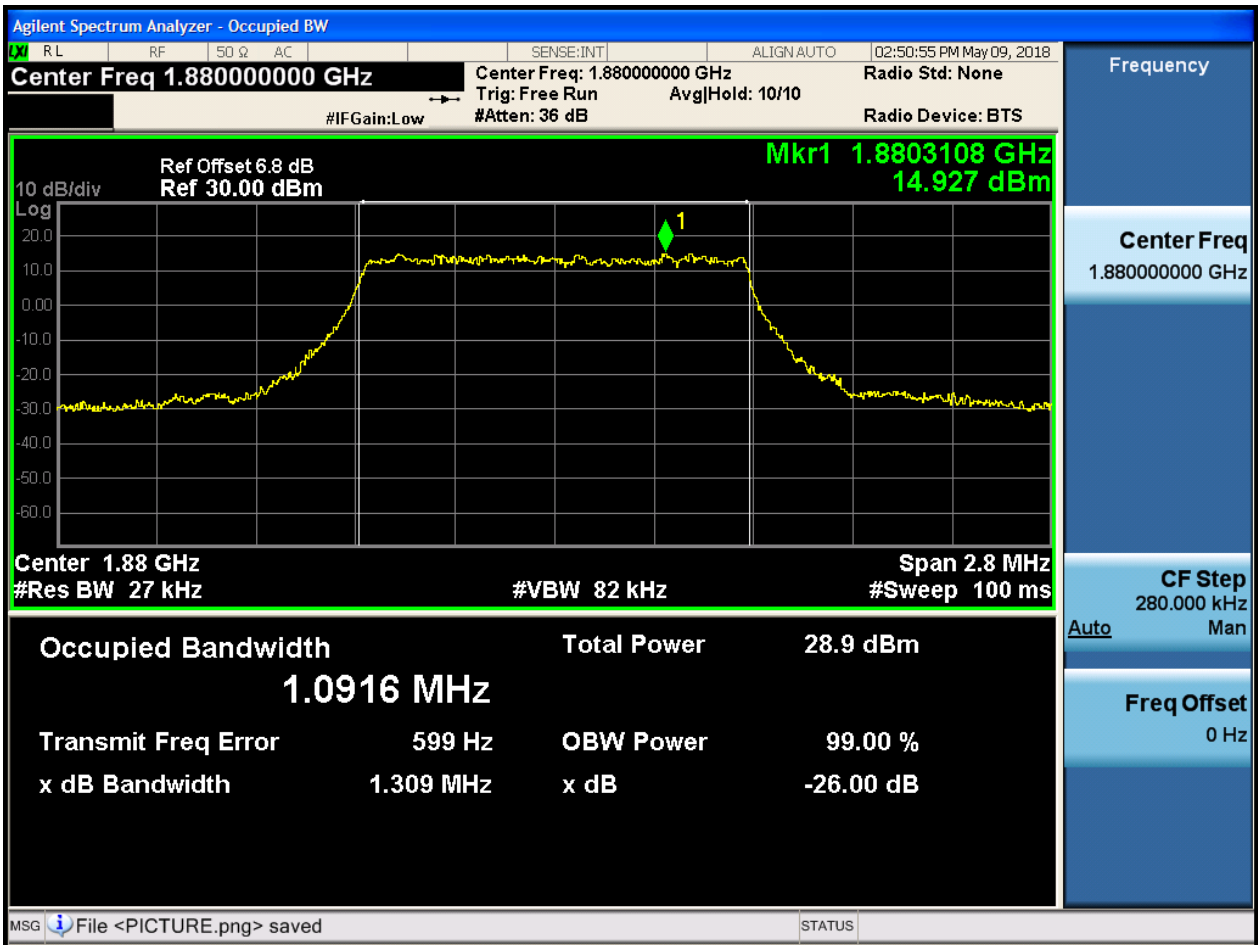 Agilent Spectrum Analyzer - Occupied BW
LXI RL RF 50 Ω AC SENSE:INT ALIGN AUTO 02:50:55 PM May 09, 2018
Center Freq 1.880000000 GHz
Center Freq: 1.880000000 GHz
Radio Std: None
Trig: Free Run Avg|Hold: 10/10
#IFGain:Low
#Atten: 36 dB
Radio Device: BTS
Mkr1 1.8803108 GHz
14.927 dBm
Ref Offset 6.8 dB
10 dB/div Ref 30.00 dBm
Log
20.0
10.0
0.00
-10.0
-20.0
-30.0
-40.0
-50.0
-60.0
1
Center 1.88 GHz Span 2.8 MHz
#Res BW 27 kHz #VBW 82 kHz #Sweep 100 ms
Occupied Bandwidth Total Power 28.9 dBm
1.0916 MHz
Transmit Freq Error 599 Hz OBW Power 99.00 %
x dB Bandwidth 1.309 MHz x dB -26.00 dB
Frequency
Center Freq
1.880000000 GHz
CF Step
280.000 kHz
Auto Man
Freq Offset
0 Hz
MSG File <PICTURE.png> saved STATUS